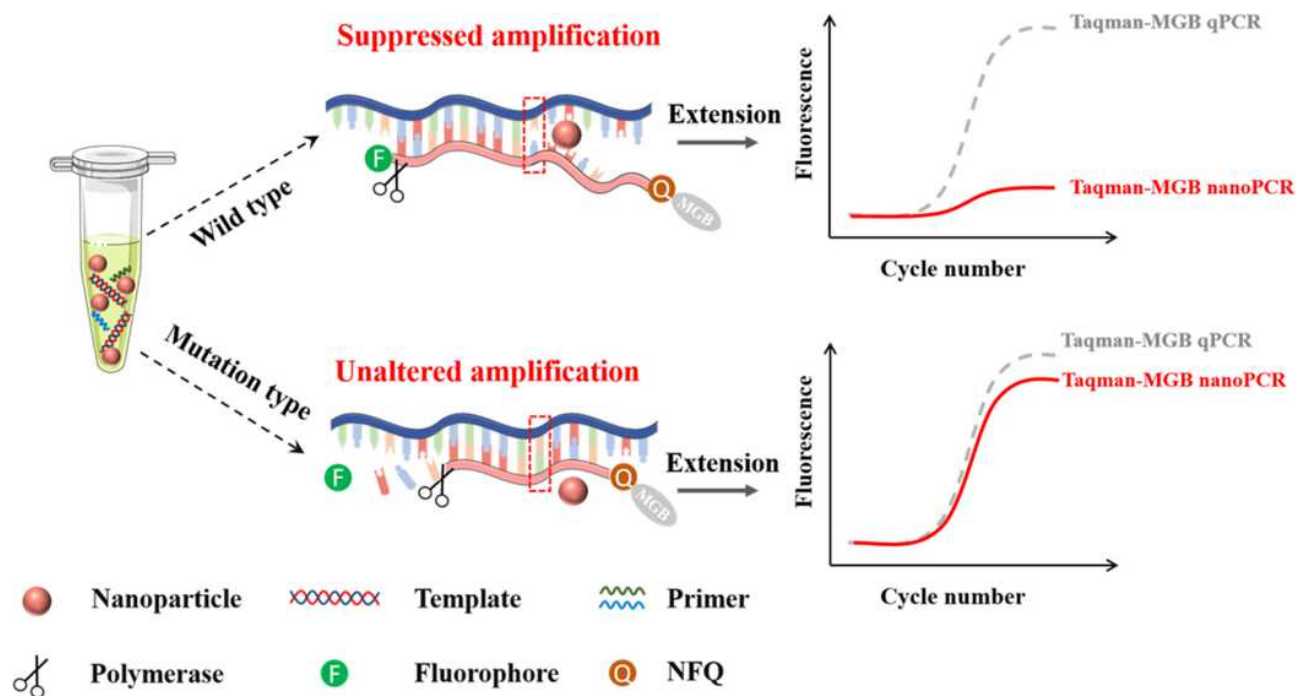 Suppressed amplification
Wild type
F
Q
MGB
Extension
Fluorescence
Taqman-MGB qPCR
Taqman-MGB nanoPCR
Cycle number
Mutation type
Unaltered amplification
F
Q
MGB
Extension
Fluorescence
Taqman-MGB qPCR
Taqman-MGB nanoPCR
Cycle number
Nanoparticle
Template
Primer
Polymerase
F Fluorophore
Q NFQ